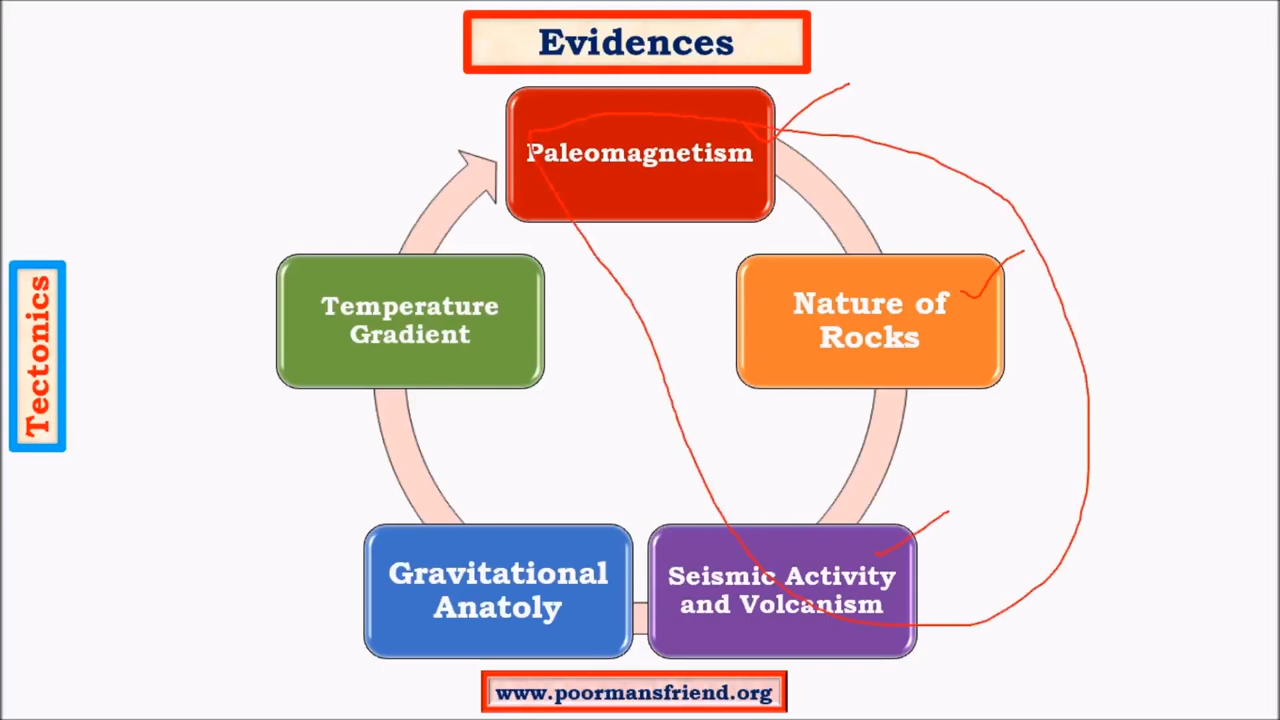 Evidences
Paleomagnetism
Nature of
Rocks
Seismic Activity
and Volcanism
Gravitational
Anatoly
Temperature
Gradient
Tectonics
www.poormansfriend.org